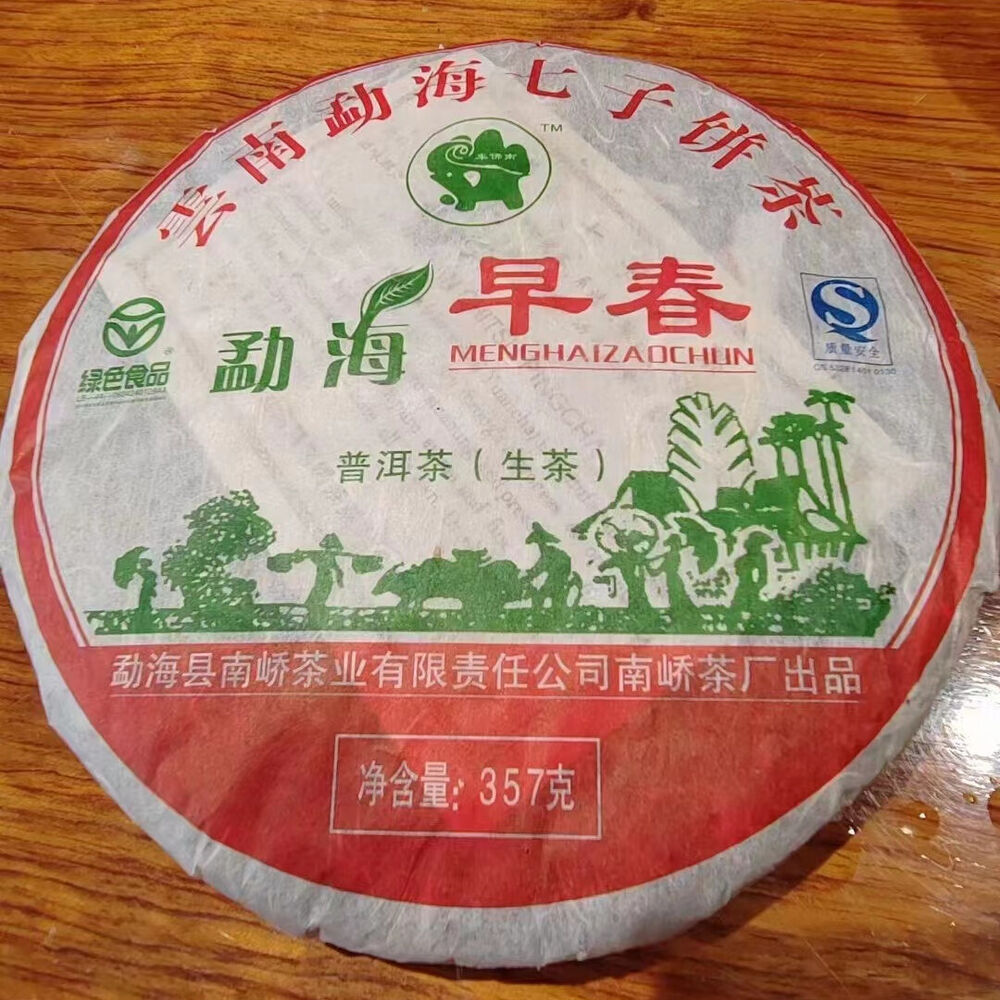 雲南勐海七子饼茶
TM
勐海
早春
MENGHAIZAOCHUN
绿色食品
®
质量安全
普洱茶（生茶）
勐海县南峤茶业有限责任公司南峤茶厂出品
净含量：357克